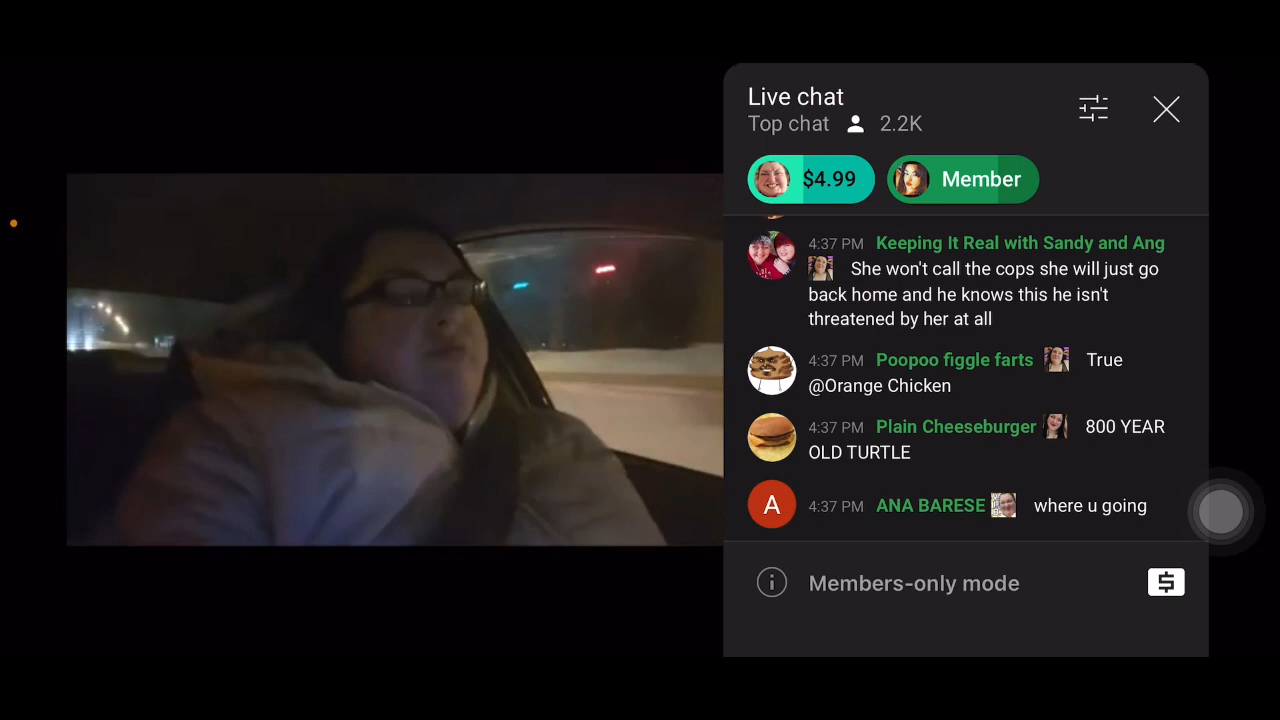 Live chat
Top chat 2.2K
$4.99 Member
4:37 PM Keeping It Real with Sandy and Ang
She won't call the cops she will just go
back home and he knows this he isn't
threatened by her at all
4:37 PM Poopoo figgle farts True
@Orange Chicken
4:37 PM Plain Cheeseburger 800 YEAR
OLD TURTLE
A 4:37 PM ANA BARESE where u going
Members-only mode